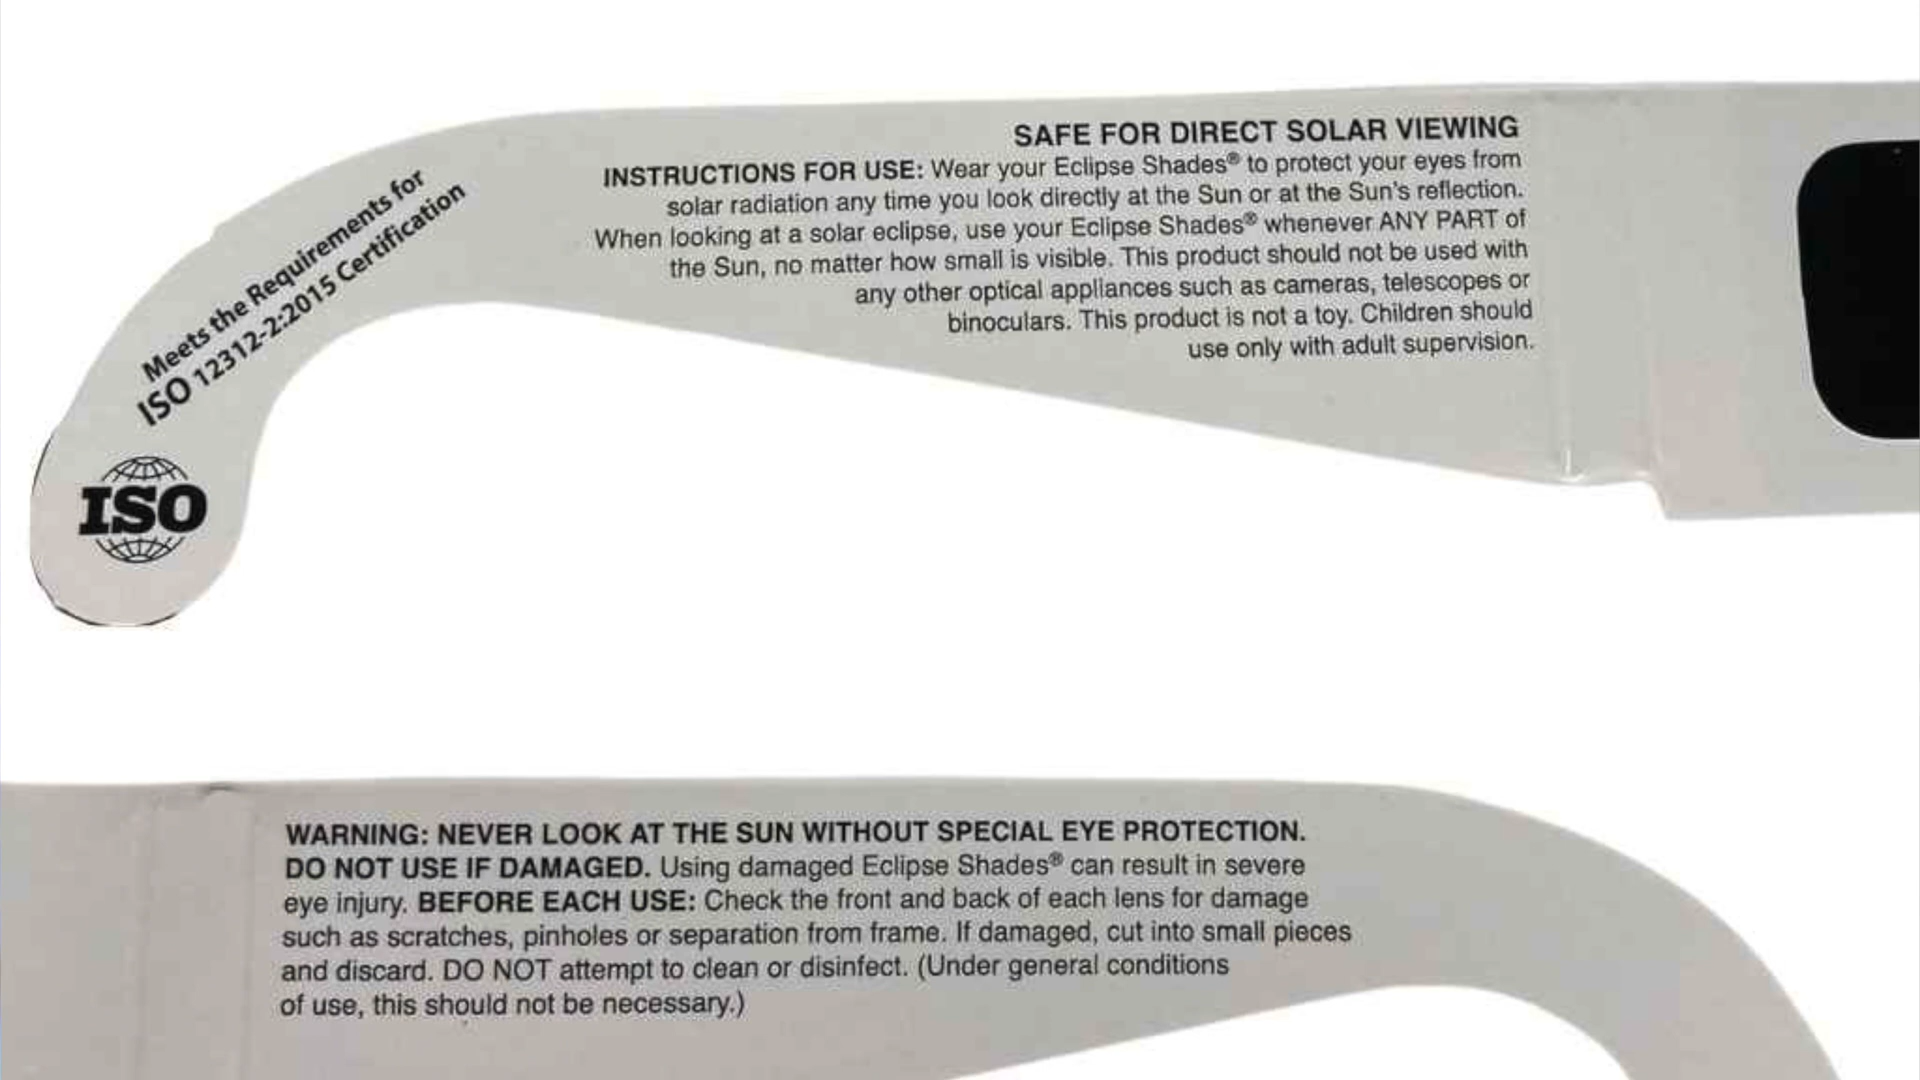 Meets the Requirements for
ISO 12312-2:2015 Certification
ISO
SAFE FOR DIRECT SOLAR VIEWING
INSTRUCTIONS FOR USE: Wear your Eclipse Shades® to protect your eyes from
solar radiation any time you look directly at the Sun or at the Sun's reflection.
When looking at a solar eclipse, use your Eclipse Shades® whenever ANY PART of
the Sun, no matter how small is visible. This product should not be used with
any other optical appliances such as cameras, telescopes or
binoculars. This product is not a toy. Children should
use only with adult supervision.
WARNING: NEVER LOOK AT THE SUN WITHOUT SPECIAL EYE PROTECTION.
DO NOT USE IF DAMAGED. Using damaged Eclipse Shades® can result in severe
eye injury. BEFORE EACH USE: Check the front and back of each lens for damage
such as scratches, pinholes or separation from frame. If damaged, cut into small pieces
and discard. DO NOT attempt to clean or disinfect. (Under general conditions
of use, this should not be necessary.)